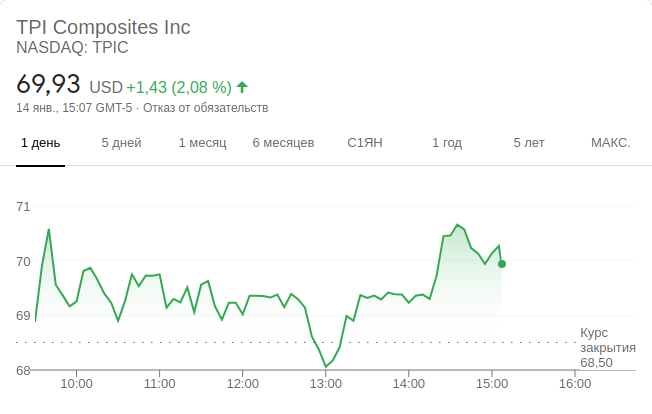 TPI Composites Inc
NASDAQ: TPIC
69,93 USD +1,43 (2,08 %)
14 янв., 15:07 GMT-5 · Отказ от обязательств
1 день 5 дней 1 месяц 6 месяцев С1ЯН 1 год 5 лет МАКС.
71
70
69
68
Курс
закрытия
68,50
10:00 11:00 12:00 13:00 14:00 15:00 16:00